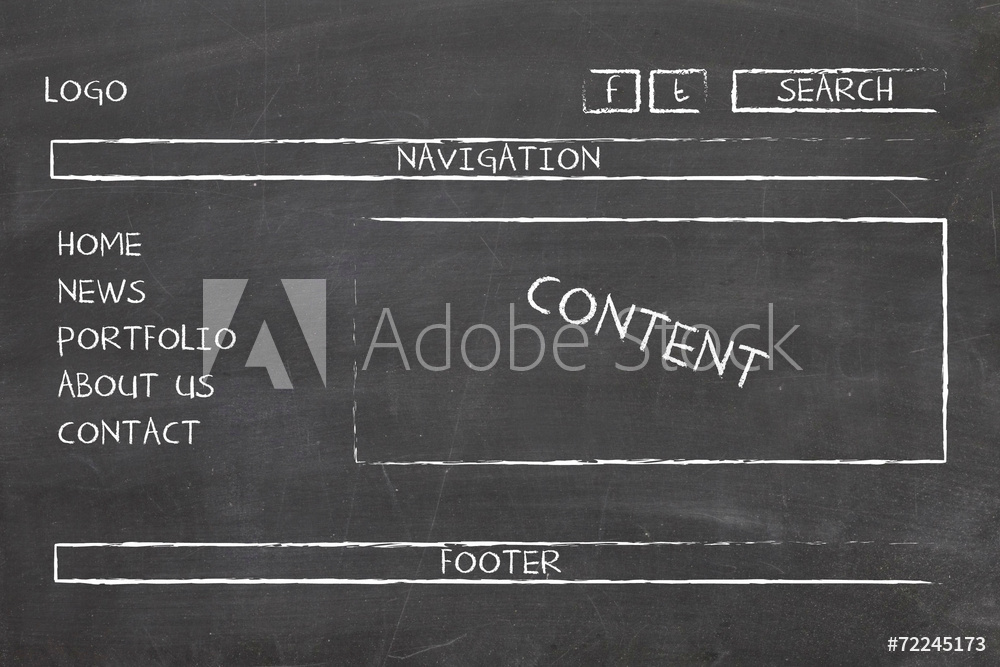 LOGO
f t SEARCH
NAVIGATION
HOME
NEWS
PORTFOLIO
ABOUT US
CONTACT
CONTENT
Adobe Stock
FOOTER
#72245173